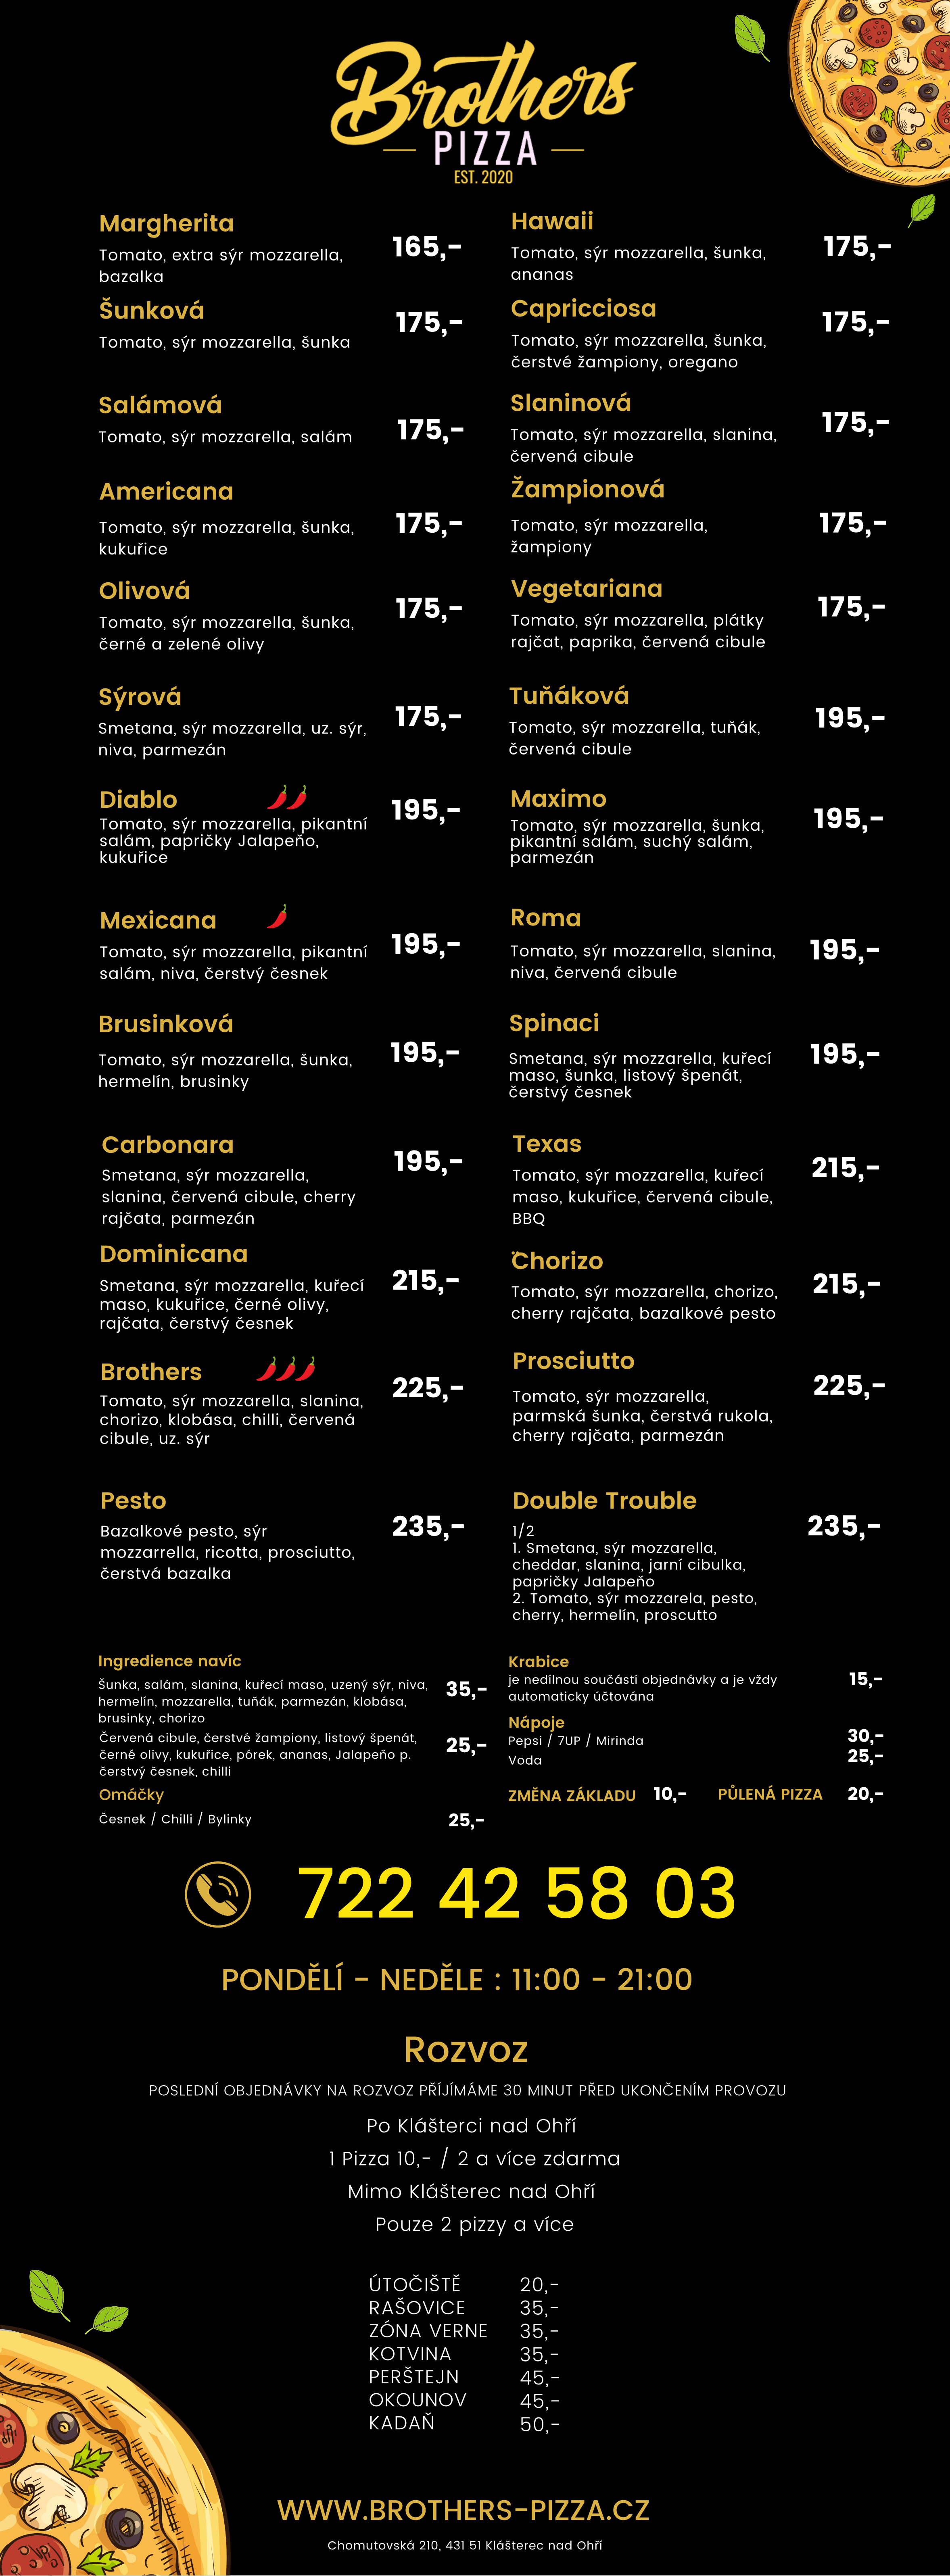 Brothers
PIZZA
EST. 2020
Margherita
Tomato, extra sýr mozzarella,
bazalka
165,-
Šunková
Tomato, sýr mozzarella, šunka
175,-
Salámová
Tomato, sýr mozzarella, salám
175,-
Americana
Tomato, sýr mozzarella, šunka,
kukuřice
175,-
Olivová
Tomato, sýr mozzarella, šunka,
černé a zelené olivy
175,-
Sýrová
Smetana, sýr mozzarella, uz. sýr,
niva, parmezán
175,-
Diablo
Tomato, sýr mozzarella, pikantní
salám, papričky Jalapeňo,
kukuřice
195,-
Mexicana
Tomato, sýr mozzarella, pikantní
salám, niva, čerstvý česnek
195,-
Brusinková
Tomato, sýr mozzarella, šunka,
hermelín, brusinky
195,-
Carbonara
Smetana, sýr mozzarella,
slanina, červená cibule, cherry
rajčata, parmezán
195,-
Dominicana
Smetana, sýr mozzarella, kuřecí
maso, kukuřice, černé olivy,
rajčata, čerstvý česnek
215,-
Brothers
Tomato, sýr mozzarella, slanina,
chorizo, klobása, chilli, červená
cibule, uz. sýr
225,-
Pesto
Bazalkové pesto, sýr
mozzarrella, ricotta, prosciutto,
čerstvá bazalka
235,-
Hawaii
Tomato, sýr mozzarella, šunka,
ananas
175,-
Capricciosa
Tomato, sýr mozzarella, šunka,
čerstvé žampiony, oregano
175,-
Slaninová
Tomato, sýr mozzarella, slanina,
červená cibule
175,-
Žampionová
Tomato, sýr mozzarella,
žampiony
175,-
Vegetariana
Tomato, sýr mozzarella, plátky
rajčat, paprika, červená cibule
175,-
Tuňáková
Tomato, sýr mozzarella, tuňák,
červená cibule
195,-
Maximo
Tomato, sýr mozzarella, šunka,
pikantní salám, suchý salám,
parmezán
195,-
Roma
Tomato, sýr mozzarella, slanina,
niva, červená cibule
195,-
Spinaci
Smetana, sýr mozzarella, kuřecí
maso, šunka, listový špenát,
čerstvý česnek
195,-
Texas
Tomato, sýr mozzarella, kuřecí
maso, kukuřice, červená cibule,
BBQ
215,-
Chorizo
Tomato, sýr mozzarella, chorizo,
cherry rajčata, bazalkové pesto
215,-
Prosciutto
Tomato, sýr mozzarella,
parmská šunka, čerstvá rukola,
cherry rajčata, parmezán
225,-
Double Trouble
1/2
1. Smetana, sýr mozzarella,
cheddar, slanina, jarní cibulka,
papričky Jalapeňo
2. Tomato, sýr mozzarela, pesto,
cherry, hermelín, proscutto
235,-
Ingredience navíc
Šunka, salám, slanina, kuřecí maso, uzený sýr, niva,
hermelín, mozzarella, tuňák, parmezán, klobása,
brusinky, chorizo
35,-
Červená cibule, čerstvé žampiony, listový špenát,
černé olivy, kukuřice, pórek, ananas, Jalapeňo p.
čerstvý česnek, chilli
25,-
Omáčky
Česnek / Chilli / Bylinky 25,-
Krabice
je nedílnou součástí objednávky a je vždy
automaticky účtována
15,-
Nápoje
Pepsi / 7UP / Mirinda 30,-
Voda 25,-
ZMĚNA ZÁKLADU 10,- PŮLENÁ PIZZA 20,-
722 42 58 03
PONDĚLÍ - NEDĚLE : 11:00 - 21:00
Rozvoz
POSLEDNÍ OBJEDNÁVKY NA ROZVOZ PŘÍJÍMÁME 30 MINUT PŘED UKONČENÍM PROVOZU
Po Klášterci nad Ohří
1 Pizza 10,- / 2 a více zdarma
Mimo Klášterec nad Ohří
Pouze 2 pizzy a více
ÚTOČIŠTĚ 20,-
RAŠOVICE 35,-
ZÓNA VERNE 35,-
KOTVINA 35,-
PERŠTEJN 45,-
OKOUNOV 45,-
KADAŇ 50,-
WWW.BROTHERS-PIZZA.CZ
Chomutovská 210, 431 51 Klášterec nad Ohří